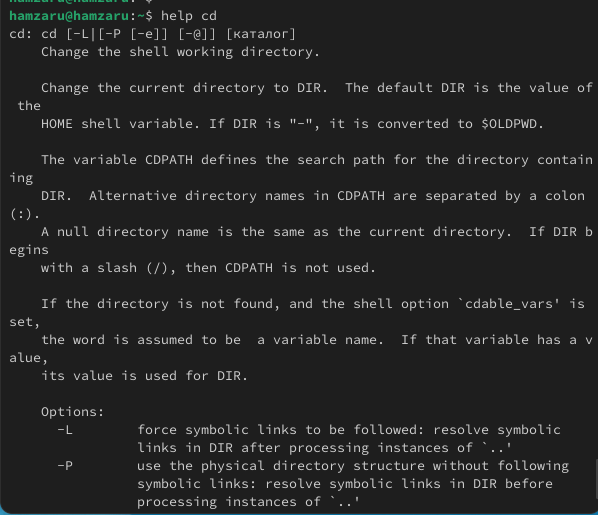 hamzaru@hamzaru:~$ help cd
cd: cd [-L|[-P [-e]] [-@]] [каталог]
    Change the shell working directory.

    Change the current directory to DIR.  The default DIR is the value of
 the
    HOME shell variable. If DIR is "-", it is converted to $OLDPWD.

    The variable CDPATH defines the search path for the directory contain
ing
    DIR.  Alternative directory names in CDPATH are separated by a colon
(:).
    A null directory name is the same as the current directory.  If DIR b
egins
    with a slash (/), then CDPATH is not used.

    If the directory is not found, and the shell option `cdable_vars' is
set,
    the word is assumed to be  a variable name.  If that variable has a v
alue,
    its value is used for DIR.

    Options:
      -L        force symbolic links to be followed: resolve symbolic
                links in DIR after processing instances of `..'
      -P        use the physical directory structure without following
                symbolic links: resolve symbolic links in DIR before
                processing instances of `..'